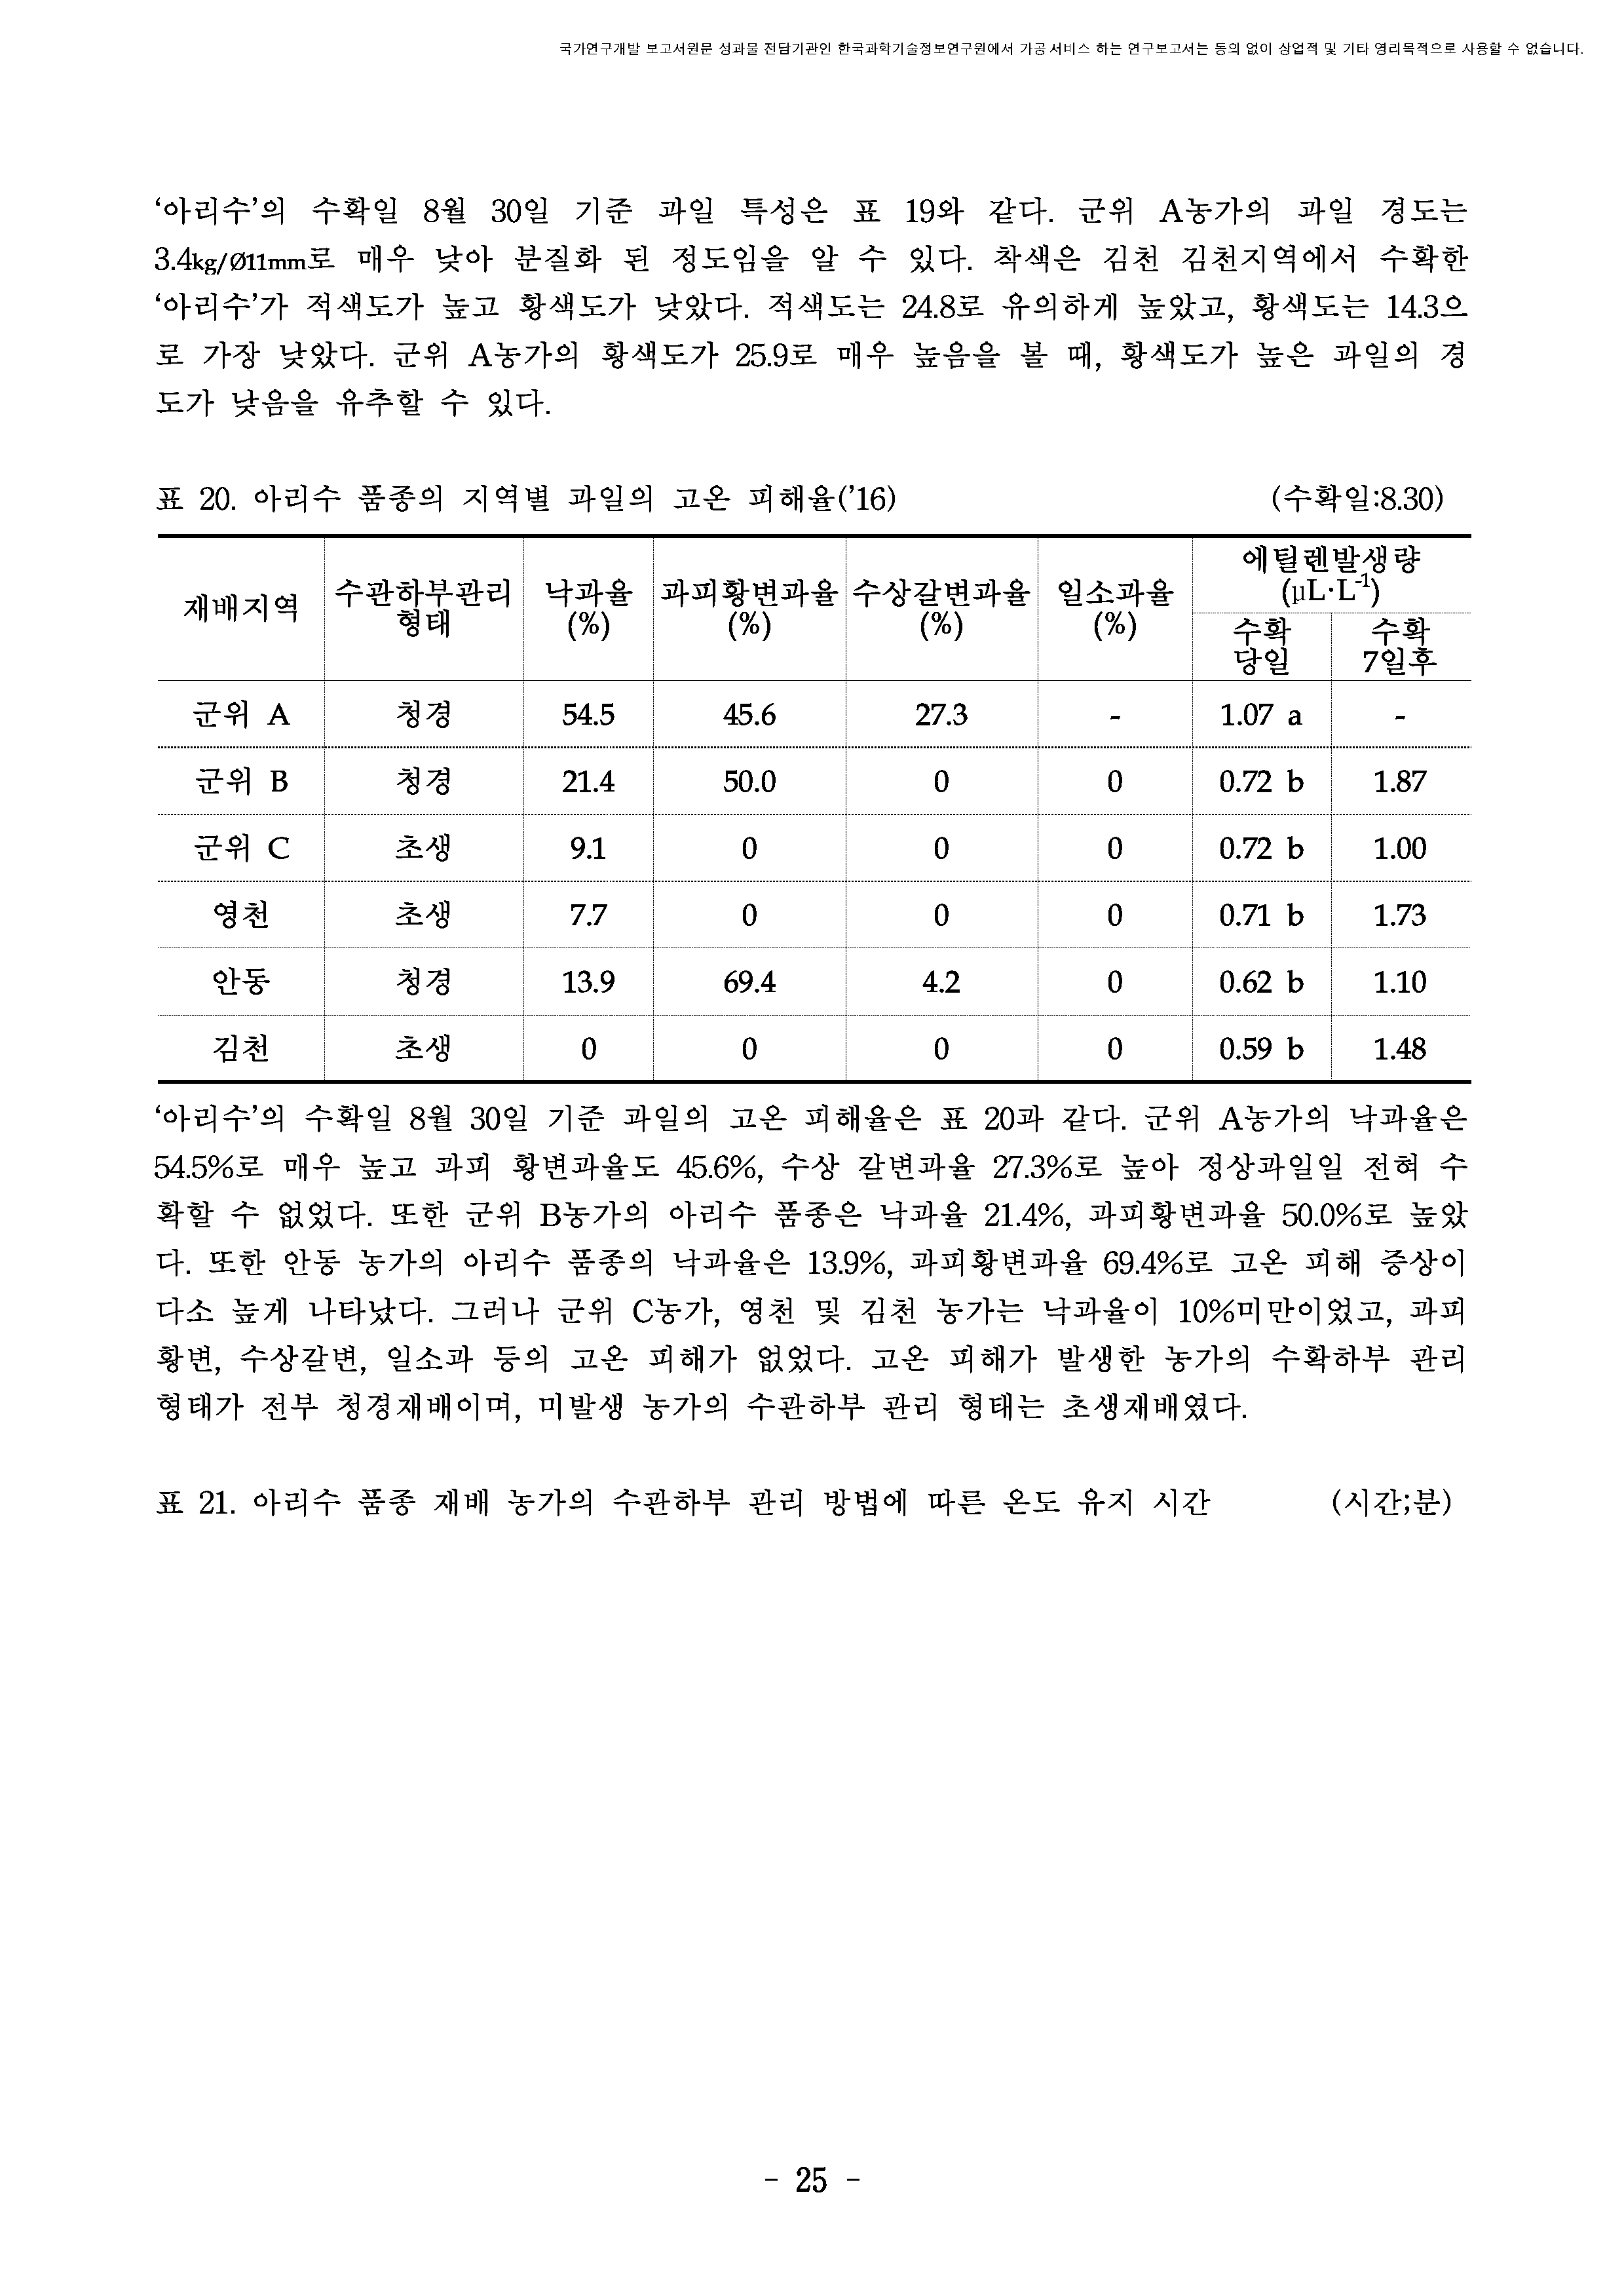 국가연구개발 보고서원문 성과물 전담기관인 한국과학기술정보연구원에서 가공·서비스 하는 연구보고서는 동의 없이 상업적 및 기타 영리목적으로 사용할 수 없습니다.
‘아리수’의 수확일 8월 30일 기준 과일 특성은 표 19와 같다. 군위 A농가의 과일 경도는
3.4kg/Ø11mm로 매우 낮아 분질화 된 정도임을 알 수 있다. 착색은 김천 김천지역에서 수확한
‘아리수’가 적색도가 높고 황색도가 낮았다. 적색도는 24.8로 유의하게 높았고, 황색도는 14.3으
로 가장 낮았다. 군위 A농가의 황색도가 25.9로 매우 높음을 볼 때, 황색도가 높은 과일의 경
도가 낮음을 유추할 수 있다.
표 20. 아리수 품종의 지역별 과일의 고온 피해율(’16) (수확일:8.30)
재배지역 수관하부관리 형태 낙과율 (%) 과피황변과율 (%) 수상갈변과율 (%) 일소과율 (%) 에틸렌발생량 (µL·L⁻¹)
수확 당일 수확 7일후
군위 A 청경 54.5 45.6 27.3 - 1.07 a -
군위 B 청경 21.4 50.0 0 0 0.72 b 1.87
군위 C 초생 9.1 0 0 0 0.72 b 1.00
영천 초생 7.7 0 0 0 0.71 b 1.73
안동 청경 13.9 69.4 4.2 0 0.62 b 1.10
김천 초생 0 0 0 0 0.59 b 1.48
‘아리수’의 수확일 8월 30일 기준 과일의 고온 피해율은 표 20과 같다. 군위 A농가의 낙과율은
54.5%로 매우 높고 과피 황변과율도 45.6%, 수상 갈변과율 27.3%로 높아 정상과일일 전혀 수
확할 수 없었다. 또한 군위 B농가의 아리수 품종은 낙과율 21.4%, 과피황변과율 50.0%로 높았
다. 또한 안동 농가의 아리수 품종의 낙과율은 13.9%, 과피황변과율 69.4%로 고온 피해 증상이
다소 높게 나타났다. 그러나 군위 C농가, 영천 및 김천 농가는 낙과율이 10%미만이었고, 과피
황변, 수상갈변, 일소과 등의 고온 피해가 없었다. 고온 피해가 발생한 농가의 수확하부 관리
형태가 전부 청경재배이며, 미발생 농가의 수관하부 관리 형태는 초생재배였다.
표 21. 아리수 품종 재배 농가의 수관하부 관리 방법에 따른 온도 유지 시간 (시간;분)
- 25 -